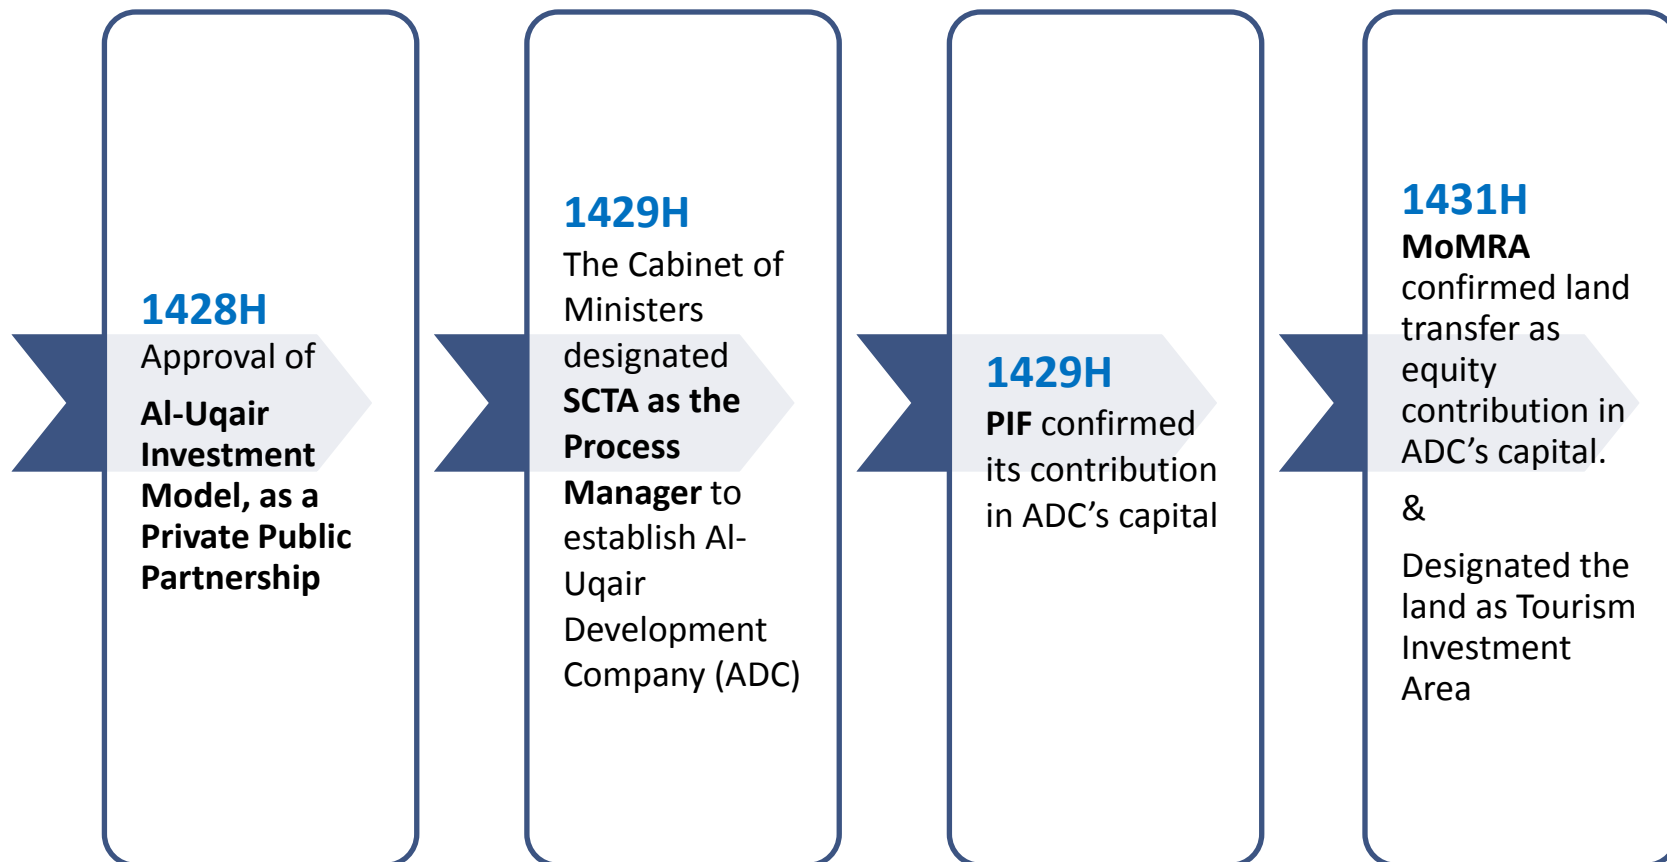 1428H
Approval of
Al-Uqair
Investment
Model, as a
Private Public
Partnership
1429H
The Cabinet of
Ministers
designated
SCTA as the
Process
Manager to
establish Al-
Uqair
Development
Company (ADC)
1429H
PIF confirmed
its contribution
in ADC’s capital
1431H
MoMRA
confirmed land
transfer as
equity
contribution in
ADC’s capital.
&
Designated the
land as Tourism
Investment
Area